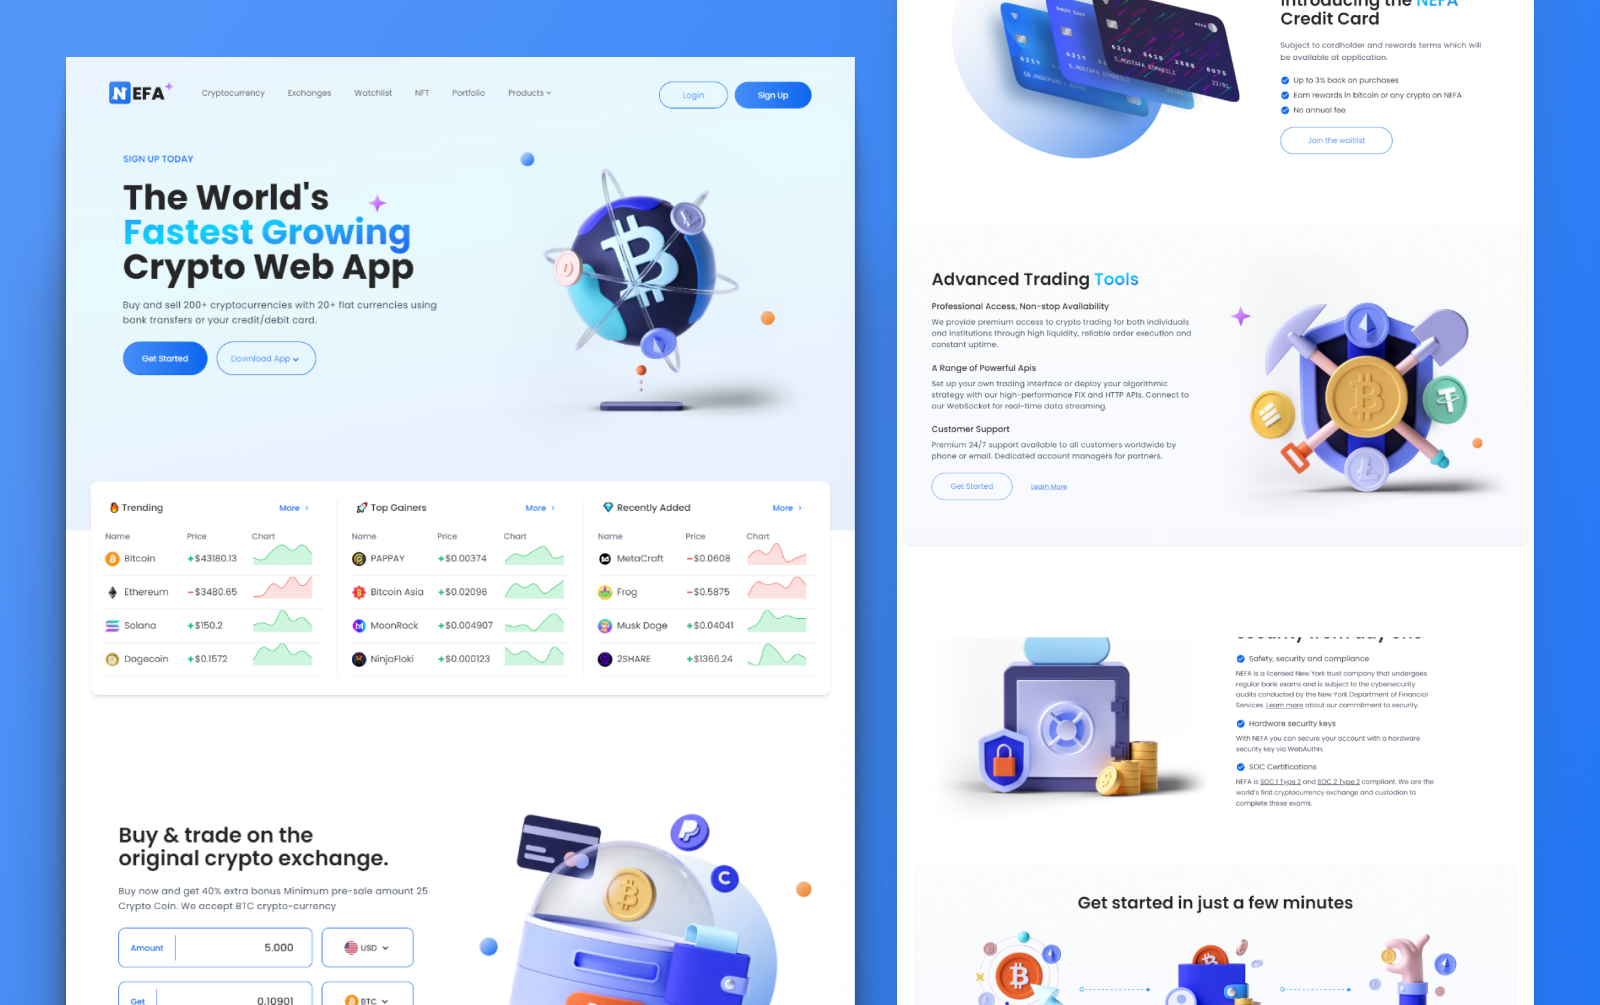 NEFA
Cryptocurrency
Exchanges
Watchlist
NFT
Portfolio
Products
Login
Sign Up
SIGN UP TODAY
The World's
Fastest Growing
Crypto Web App
Buy and sell 200+ cryptocurrencies with 20+ flat currencies using
bank transfers or your credit/debit card.
Get Started
Download App
Trending
More
Name Price Chart
Bitcoin +$43180.13
Ethereum -$3480.65
Solana +$150.2
Dogecoin +$0.1572
Top Gainers
More
Name Price Chart
PAPPAY +$0.00374
Bitcoin Asia +$0.02096
MoonRock +$0.004907
NinjaFloki +$0.000123
Recently Added
More
Name Price Chart
MetaCraft -$0.0608
Frog -$0.5875
Musk Doge +$0.04041
2SHARE +$1366.24
Buy & trade on the
original crypto exchange.
Buy now and get 40% extra bonus Minimum pre-sale amount 25
Crypto Coin. We accept BTC crypto-currency
Amount 5.000
USD
Get 0.10901
BTC
Introducing the NEFA
Credit Card
Subject to cardholder and rewards terms which will
be available at application.
Up to 3% back on purchases
Earn rewards in bitcoin or any crypto on NEFA
No annual fee
Join the waitlist
Advanced Trading Tools
Professional Access, Non-stop Availability
We provide premium access to crypto trading for both individuals
and institutions through high liquidity, reliable order execution and
constant uptime.
A Range of Powerful Apis
Set up your own trading interface or deploy your algorithmic
strategy with our high-performance FIX and HTTP APIs. Connect to
our WebSocket for real-time data streaming.
Customer Support
Premium 24/7 support available to all customers worldwide by
phone or email. Dedicated account managers for partners.
Get Started
Learn More
security from day one
Safety, security and compliance
NEFA is a licensed New York trust company that undergoes
regular bank exams and is subject to the cybersecurity
audits conducted by the New York Department of Financial
Services. Learn more about our commitment to security.
Hardware security keys
With NEFA you can secure your account with a hardware
security key via WebAuthn.
SOC Certifications
NEFA is SOC 1 Type 2 and SOC 2 Type 2 compliant. We are the
world's first cryptocurrency exchange and custodian to
complete these exams.
Get started in just a few minutes